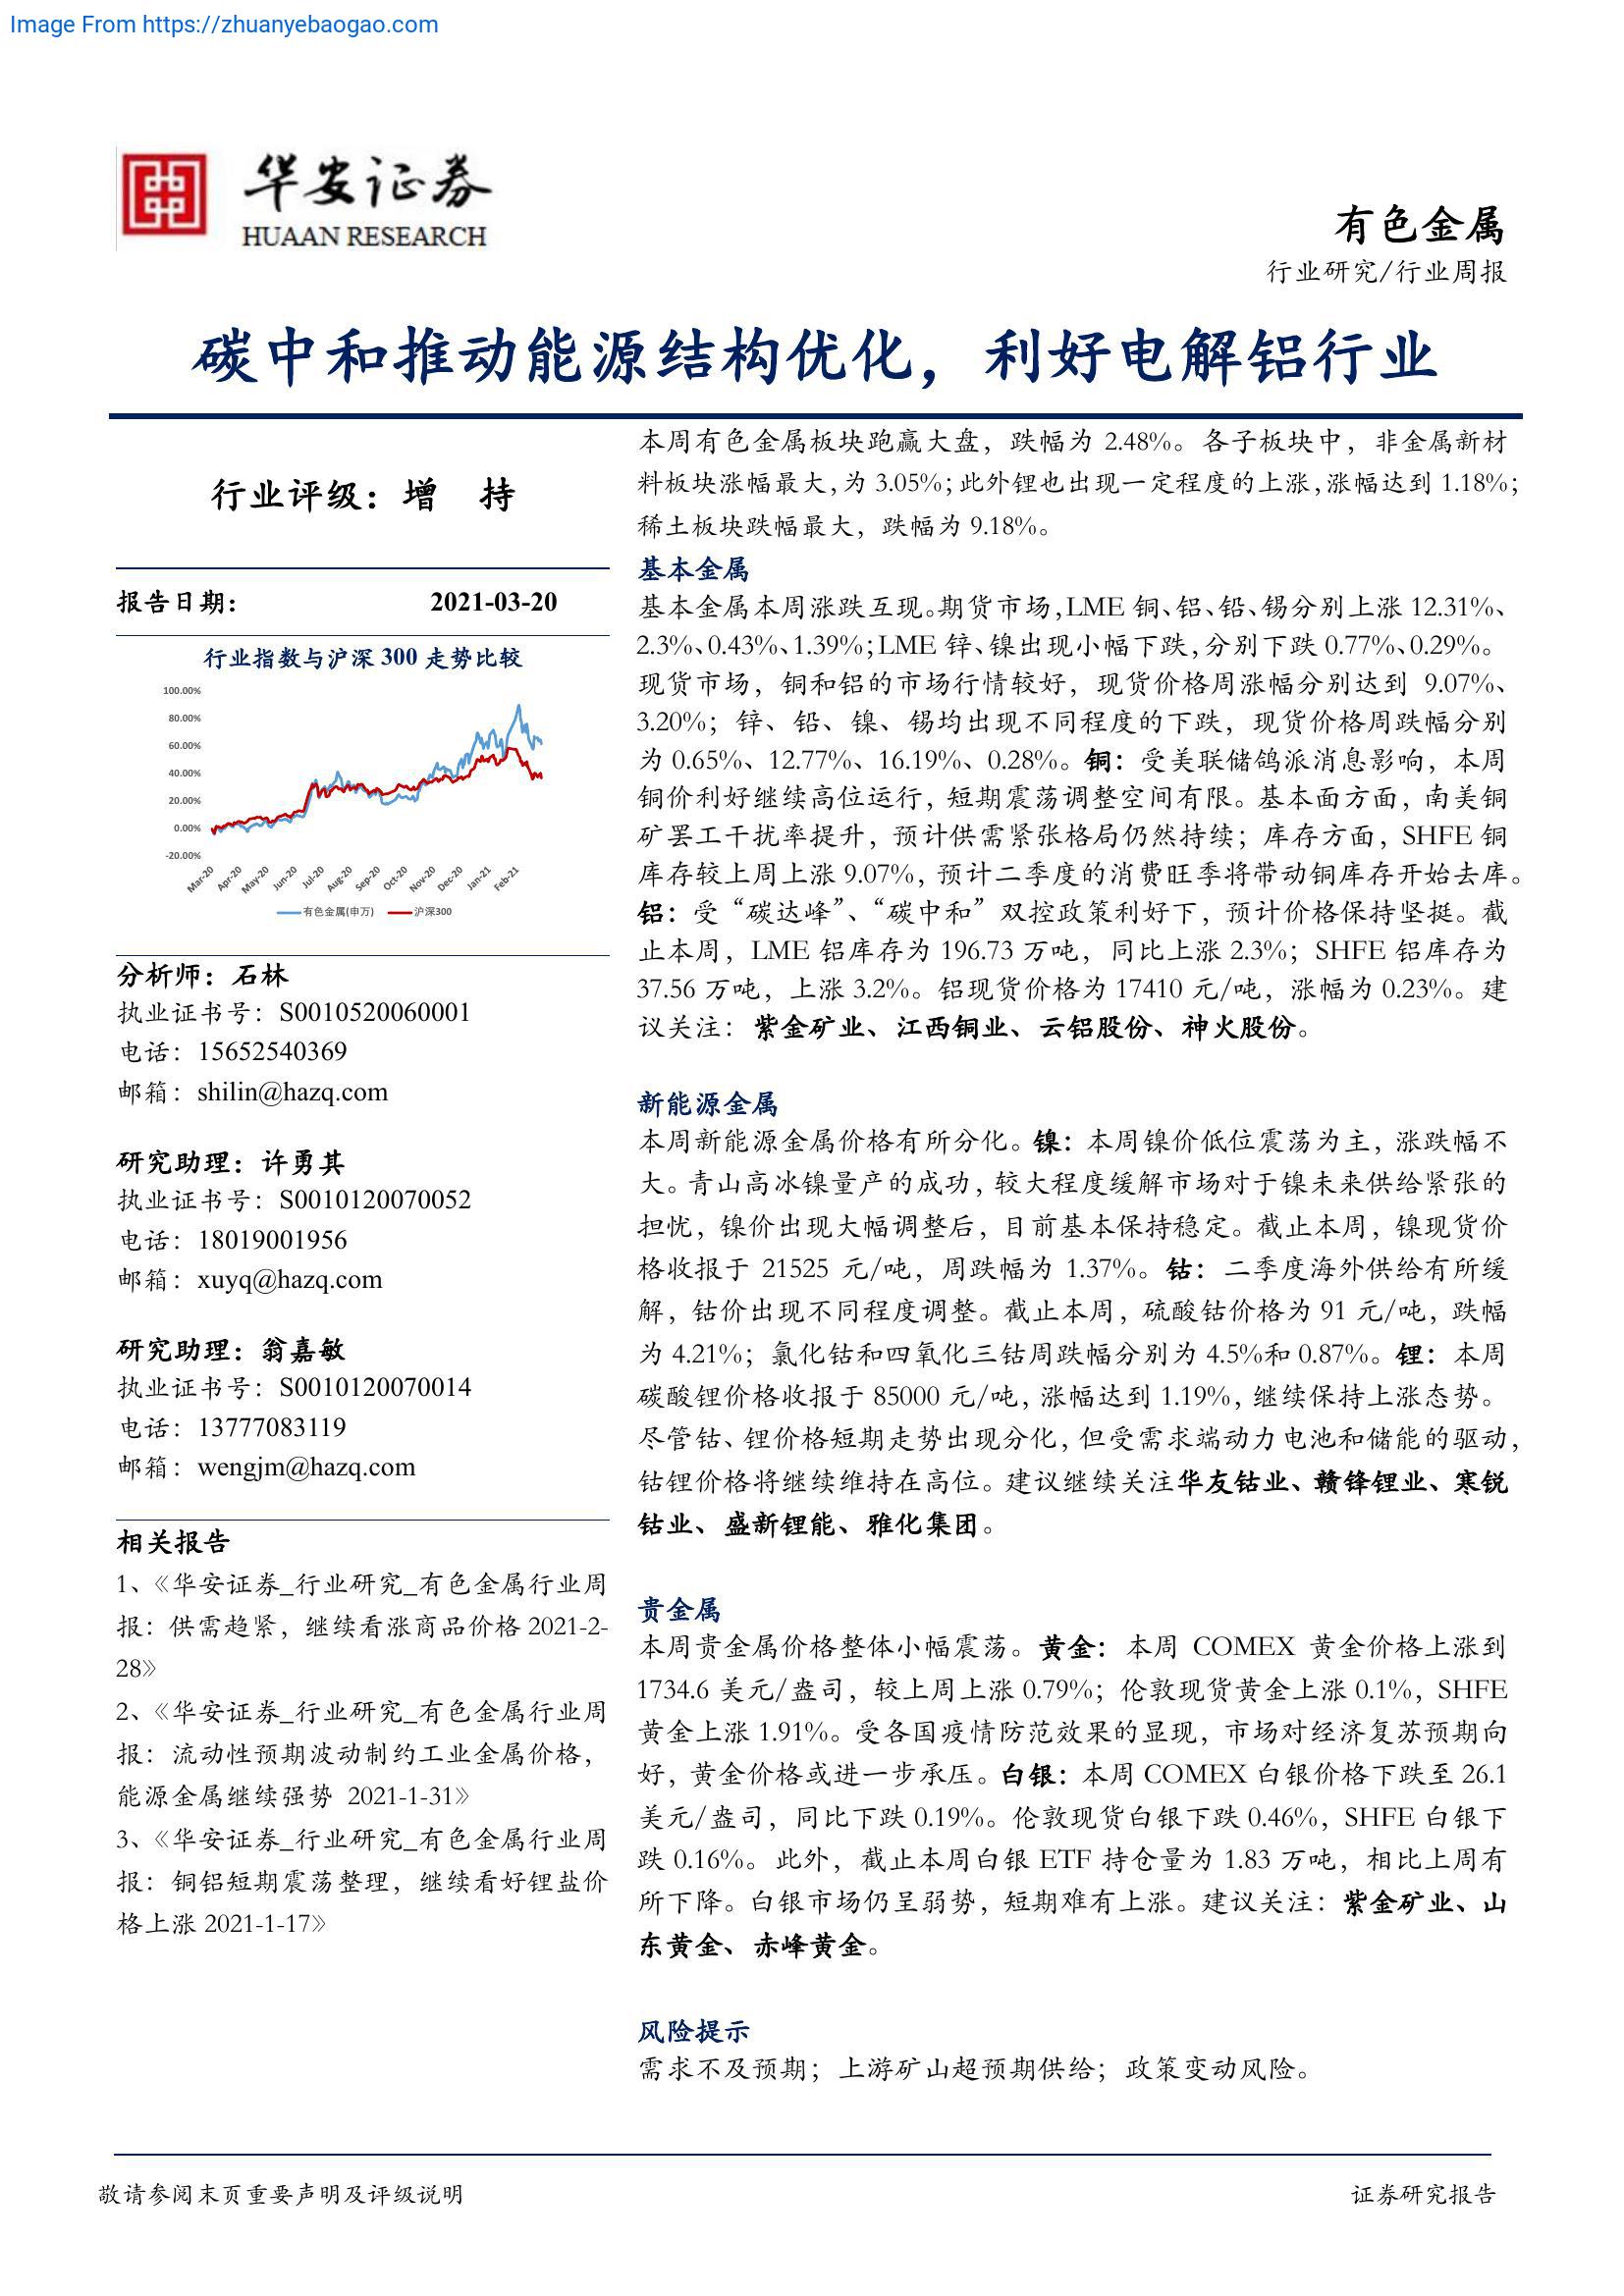 Image From https://zhuanyebaogao.com
华安证券
HUAAN RESEARCH
有色金属
行业研究/行业周报
碳中和推动能源结构优化，利好电解铝行业
行业评级：增 持
报告日期： 2021-03-20
行业指数与沪深 300 走势比较
100.00%
80.00%
60.00%
40.00%
20.00%
0.00%
-20.00%
Mar-20 Apr-20 May-20 Jun-20 Jul-20 Aug-20 Sep-20 Oct-20 Nov-20 Dec-20 Jan-21 Feb-21
有色金属(申万) 沪深300
分析师：石林
执业证书号：S0010520060001
电话：15652540369
邮箱：shilin@hazq.com
研究助理：许勇其
执业证书号：S0010120070052
电话：18019001956
邮箱：xuyq@hazq.com
研究助理：翁嘉敏
执业证书号：S0010120070014
电话：13777083119
邮箱：wengjm@hazq.com
相关报告
1、《华安证券_行业研究_有色金属行业周
报：供需趋紧，继续看涨商品价格 2021-2-
28》
2、《华安证券_行业研究_有色金属行业周
报：流动性预期波动制约工业金属价格，
能源金属继续强势 2021-1-31》
3、《华安证券_行业研究_有色金属行业周
报：铜铝短期震荡整理，继续看好锂盐价
格上涨 2021-1-17》
本周有色金属板块跑赢大盘，跌幅为 2.48%。各子板块中，非金属新材
料板块涨幅最大，为 3.05%；此外锂也出现一定程度的上涨，涨幅达到 1.18%；
稀土板块跌幅最大，跌幅为 9.18%。
基本金属
基本金属本周涨跌互现。期货市场，LME 铜、铝、铅、锡分别上涨 12.31%、
2.3%、0.43%、1.39%；LME 锌、镍出现小幅下跌，分别下跌 0.77%、0.29%。
现货市场，铜和铝的市场行情较好，现货价格周涨幅分别达到 9.07%、
3.20%；锌、铅、镍、锡均出现不同程度的下跌，现货价格周跌幅分别
为 0.65%、12.77%、16.19%、0.28%。铜：受美联储鸽派消息影响，本周
铜价利好继续高位运行，短期震荡调整空间有限。基本面方面，南美铜
矿罢工干扰率提升，预计供需紧张格局仍然持续；库存方面，SHFE 铜
库存较上周上涨 9.07%，预计二季度的消费旺季将带动铜库存开始去库。
铝：受“碳达峰”、“碳中和”双控政策利好下，预计价格保持坚挺。截
止本周，LME 铝库存为 196.73 万吨，同比上涨 2.3%；SHFE 铝库存为
37.56 万吨，上涨 3.2%。铝现货价格为 17410 元/吨，涨幅为 0.23%。建
议关注：紫金矿业、江西铜业、云铝股份、神火股份。
新能源金属
本周新能源金属价格有所分化。镍：本周镍价低位震荡为主，涨跌幅不
大。青山高冰镍量产的成功，较大程度缓解市场对于镍未来供给紧张的
担忧，镍价出现大幅调整后，目前基本保持稳定。截止本周，镍现货价
格收报于 21525 元/吨，周跌幅为 1.37%。钴：二季度海外供给有所缓
解，钴价出现不同程度调整。截止本周，硫酸钴价格为 91 元/吨，跌幅
为 4.21%；氯化钴和四氧化三钴周跌幅分别为 4.5%和 0.87%。锂：本周
碳酸锂价格收报于 85000 元/吨，涨幅达到 1.19%，继续保持上涨态势。
尽管钴、锂价格短期走势出现分化，但受需求端动力电池和储能的驱动，
钴锂价格将继续维持在高位。建议继续关注华友钴业、赣锋锂业、寒锐
钴业、盛新锂能、雅化集团。
贵金属
本周贵金属价格整体小幅震荡。黄金：本周 COMEX 黄金价格上涨到
1734.6 美元/盎司，较上周上涨 0.79%；伦敦现货黄金上涨 0.1%，SHFE
黄金上涨 1.91%。受各国疫情防范效果的显现，市场对经济复苏预期向
好，黄金价格或进一步承压。白银：本周 COMEX 白银价格下跌至 26.1
美元/盎司，同比下跌 0.19%。伦敦现货白银下跌 0.46%，SHFE 白银下
跌 0.16%。此外，截止本周白银 ETF 持仓量为 1.83 万吨，相比上周有
所下降。白银市场仍呈弱势，短期难有上涨。建议关注：紫金矿业、山
东黄金、赤峰黄金。
风险提示
需求不及预期；上游矿山超预期供给；政策变动风险。
敬请参阅末页重要声明及评级说明
证券研究报告